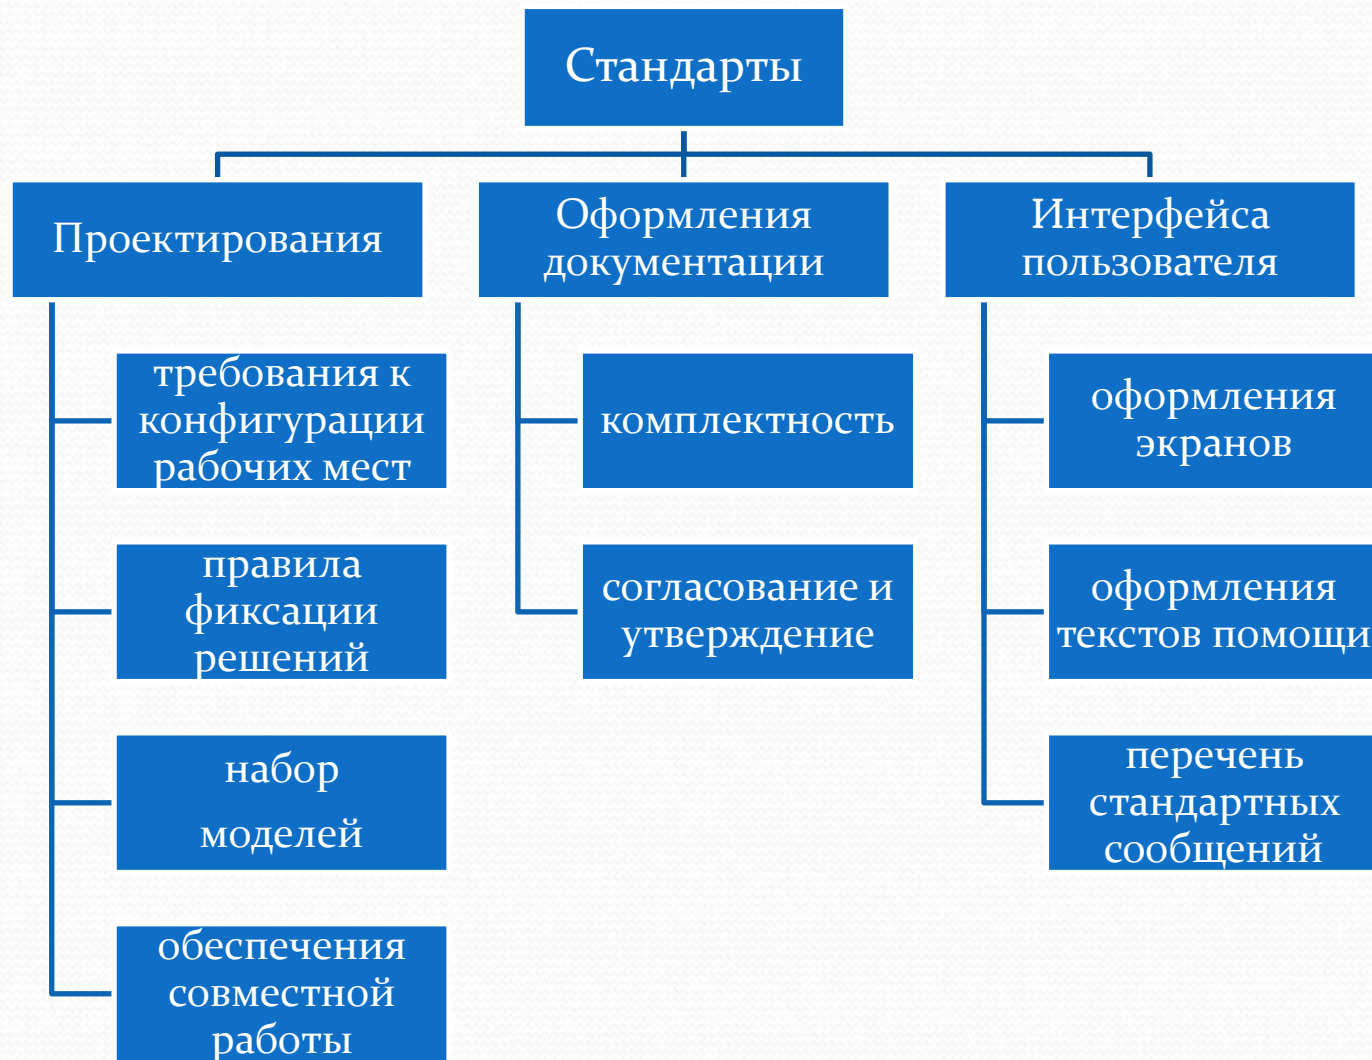 Стандарты
Проектирования
требования к
конфигурации
рабочих мест
правила
фиксации
решений
набор
моделей
обеспечения
совместной
работы
Оформления
документации
комплектность
согласование и
утверждение
Интерфейса
пользователя
оформления
экранов
оформления
текстов помощи
перечень
стандартных
сообщений